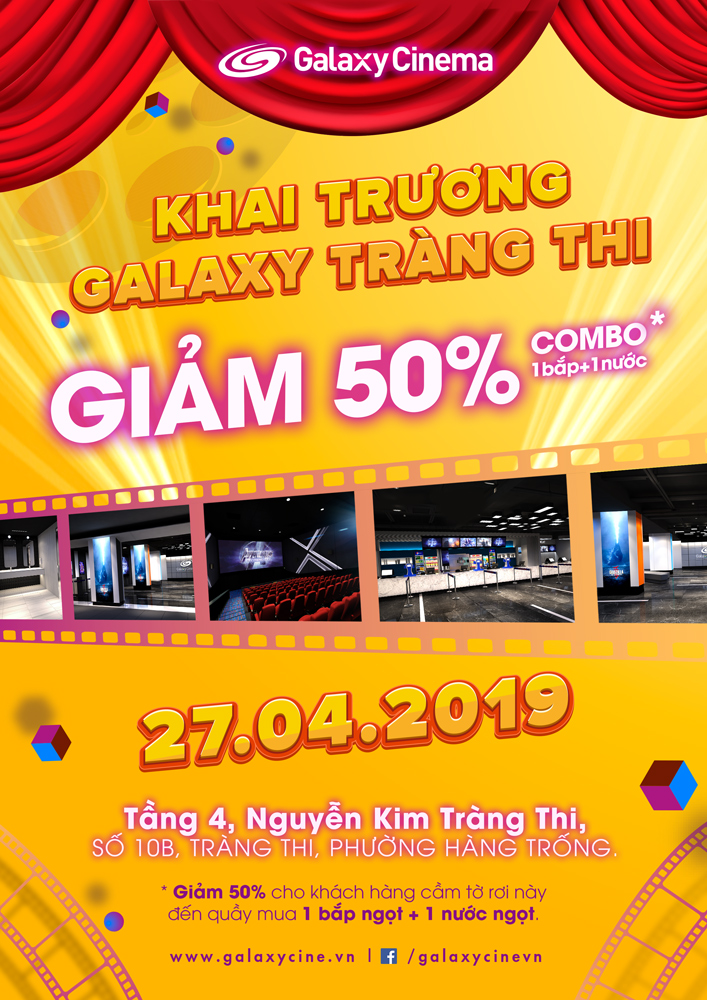 Galaxy Cinema
KHAI TRƯƠNG
GALAXY TRÀNG THI
GIẢM 50%
COMBO*
1 bắp+1 nước
27.04.2019
Tầng 4, Nguyễn Kim Tràng Thi,
SỐ 10B, TRÀNG THI, PHƯỜNG HÀNG TRỐNG.
* Giảm 50% cho khách hàng cầm tờ rơi này
đến quầy mua 1 bắp ngọt + 1 nước ngọt.
www.galaxycine.vn | f /galaxycinevn